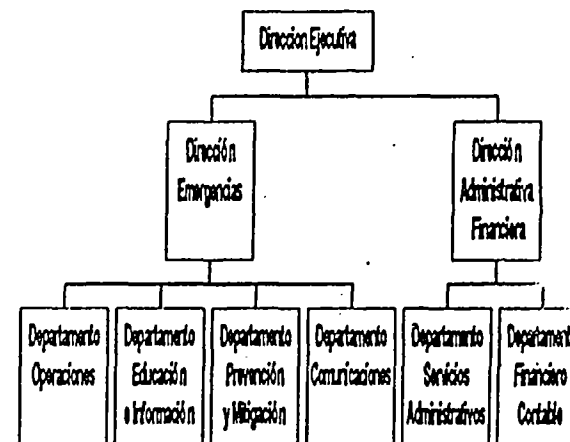 Direccion Ejecutiva
Dirección
Emergencias
Dirección
Administrativa
Financiera
Departamento
Operaciones
Departamento
Educación
e Información
Departamento
Prevención
y Mitigación
Departamento
Comunicaciones
Departamento
Servicios
Administrativos
Departament
Financiero
Contable